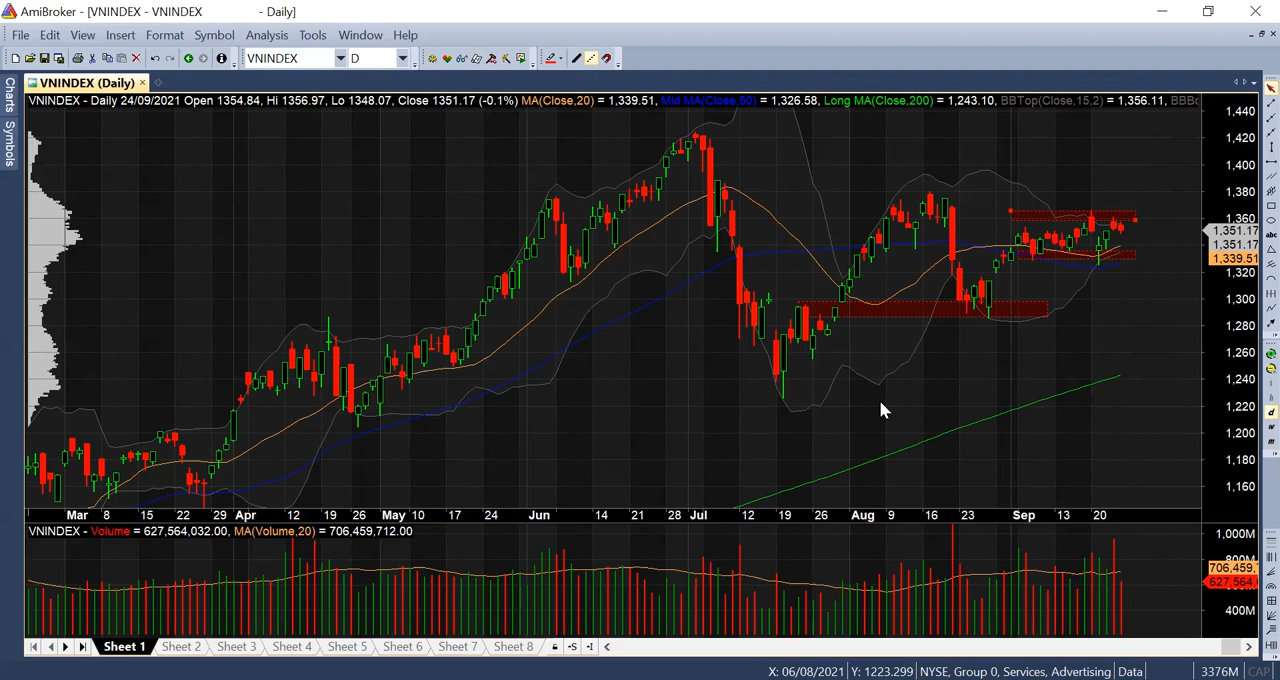 AmiBroker - [VNINDEX - VNINDEX - Daily]
File Edit View Insert Format Symbol Analysis Tools Window Help
VNINDEX D
VNINDEX (Daily)
Charts
Symbols
VNINDEX - Daily 24/09/2021 Open 1354.84, Hi 1356.97, Lo 1348.07, Close 1351.17 (-0.1%) MA(Close,20) = 1,339.51, Mid MA(Close,50) = 1,326.58, Long MA(Close,200) = 1,243.10, BBTop(Close,15,2) = 1,356.11,
1,440
1,420
1,400
1,380
1,360
1,351.17
1,351.17
1,339.51
1,320
1,300
1,280
1,260
1,240
1,220
1,200
1,180
1,160
Mar 8 15 22 29 Apr 12 19 26 May 10 17 24 Jun 14 21 28 Jul 12 19 26 Aug 9 16 23 Sep 13 20
VNINDEX - Volume = 627,564,032.00, MA(Volume,20) = 706,459,712.00
1,000M
800M
706,459,
627,564,
400M
Sheet 1 Sheet 2 Sheet 3 Sheet 4 Sheet 5 Sheet 6 Sheet 7 Sheet 8
X: 06/08/2021 Y: 1223.299 NYSE, Group 0, Services, Advertising Data 3376M CAP
abc
d
w
m